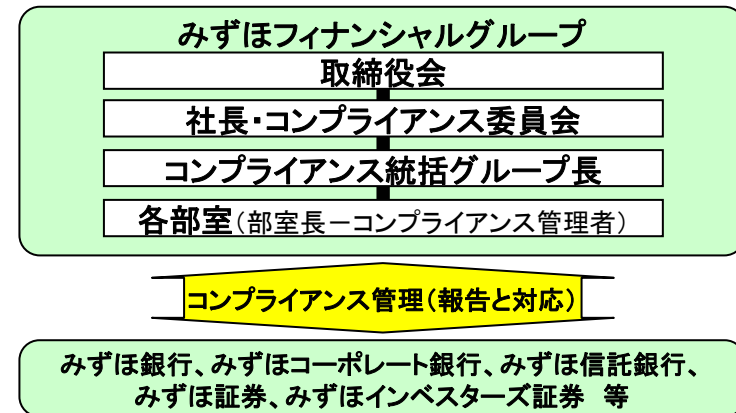 みずほフィナンシャルグループ
取締役会
社長・コンプライアンス委員会
コンプライアンス統括グループ長
各部室(部室長－コンプライアンス管理者)
コンプライアンス管理(報告と対応)
みずほ銀行、みずほコーポレート銀行、みずほ信託銀行、
みずほ証券、みずほインベスターズ証券　等